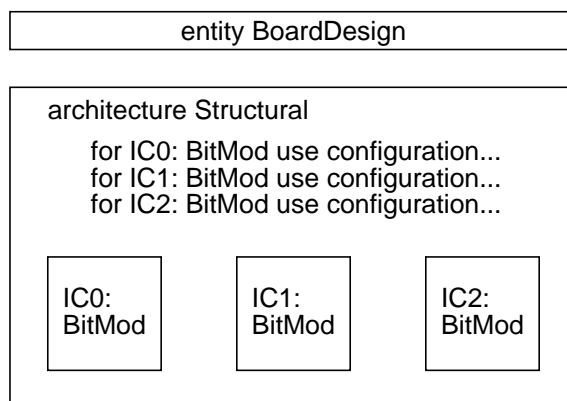 entity BoardDesign
architecture Structural
for IC0: BitMod use configuration...
for IC1: BitMod use configuration...
for IC2: BitMod use configuration...
IC0:
BitMod
IC1:
BitMod
IC2:
BitMod